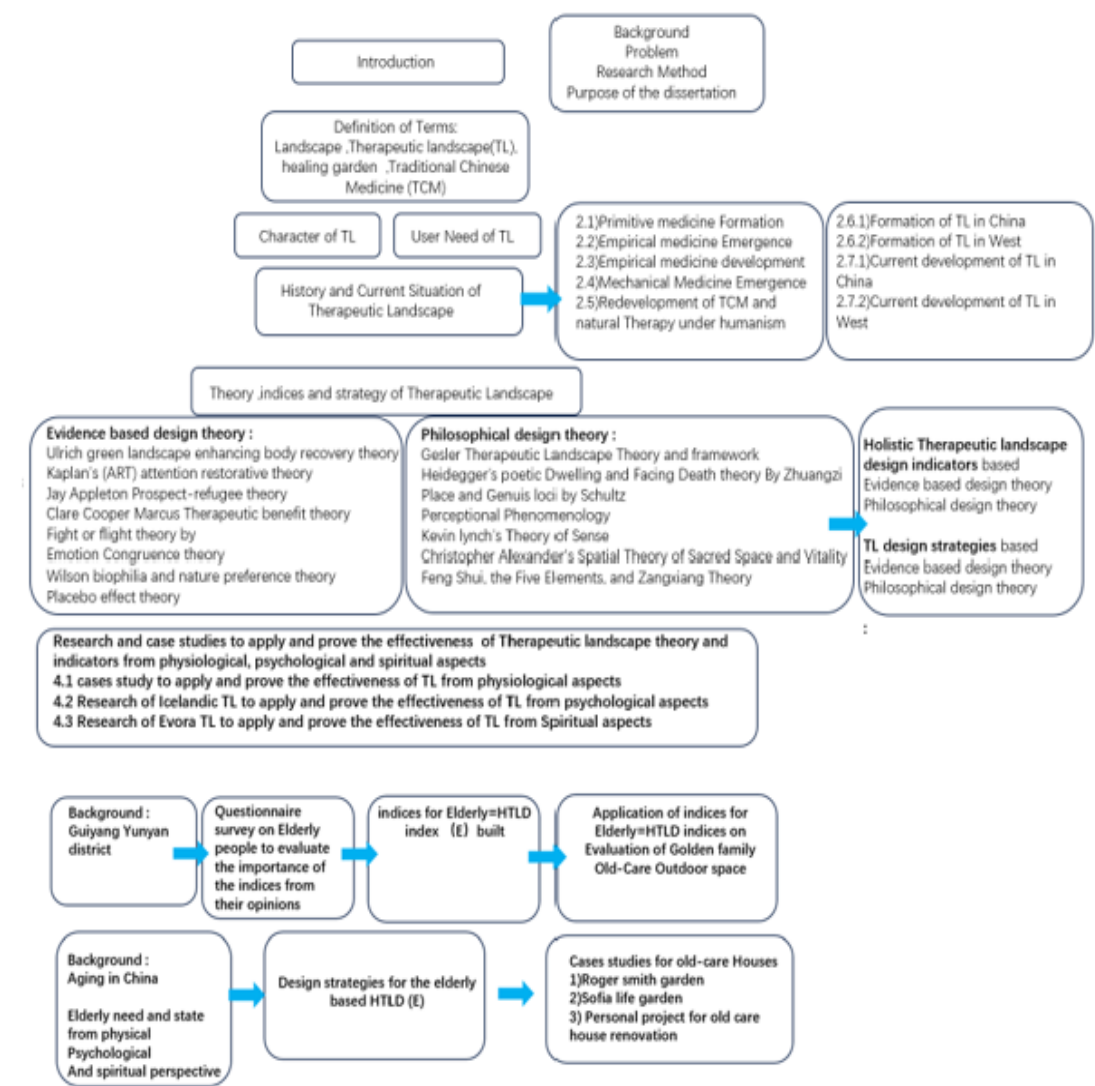 Introduction
Background
Problem
Research Method
Purpose of the dissertation
Definition of Terms:
Landscape ,Therapeutic landscape(TL),
healing garden ,Traditional Chinese
Medicine (TCM)
Character of TL
User Need of TL
History and Current Situation of
Therapeutic Landscape
2.1)Primitive medicine Formation
2.2)Empirical medicine Emergence
2.3)Empirical medicine development
2.4)Mechanical Medicine Emergence
2.5)Redevelopment of TCM and
natural Therapy under humanism
2.6.1)Formation of TL in China
2.6.2)Formation of TL in West
2.7.1)Current development of TL in
China
2.7.2)Current development of TL in
West
Theory ,indices and strategy of Therapeutic Landscape
Evidence based design theory :
Ulrich green landscape enhancing body recovery theory
Kaplan's (ART) attention restorative theory
Jay Appleton Prospect-refugee theory
Clare Cooper Marcus Therapeutic benefit theory
Fight or flight theory by
Emotion Congruence theory
Wilson biophilia and nature preference theory
Placebo effect theory
Philosophical design theory :
Gesler Therapeutic Landscape Theory and framework
Heidegger's poetic Dwelling and Facing Death theory By Zhuangzi
Place and Genuis locii by Schultz
Perceptional Phenomenology
Kevin lynch's Theory of Sense
Christopher Alexander's Spatial Theory of Sacred Space and Vitality
Feng Shui, the Five Elements, and Zangxiang Theory
Holistic Therapeutic landscape
design indicators based
Evidence based design theory
Philosophical design theory
TL design strategies based
Evidence based design theory
Philosophical design theory
:
Research and case studies to apply and prove the effectiveness of Therapeutic landscape theory and
indicators from physiological, psychological and spiritual aspects
4.1 cases study to apply and prove the effectiveness of TL from physiological aspects
4.2 Research of Icelandic TL to apply and prove the effectiveness of TL from psychological aspects
4.3 Research of Evora TL to apply and prove the effectiveness of TL from Spiritual aspects
Background :
Guiyang Yunyan
district
Questionnaire
survey on Elderly
people to evaluate
the importance of
the indices from
their opinions
indices for Elderly=HTLD
index （E）built
Application of indices for
Elderly=HTLD indices on
Evaluation of Golden family
Old-Care Outdoor space
Background :
Aging in China
Elderly need and state
from physical
Psychological
And spiritual perspective
Design strategies for the elderly
based HTLD (E)
Cases studies for old-care Houses
1)Roger smith garden
2)Sofia life garden
3) Personal project for old care
house renovation